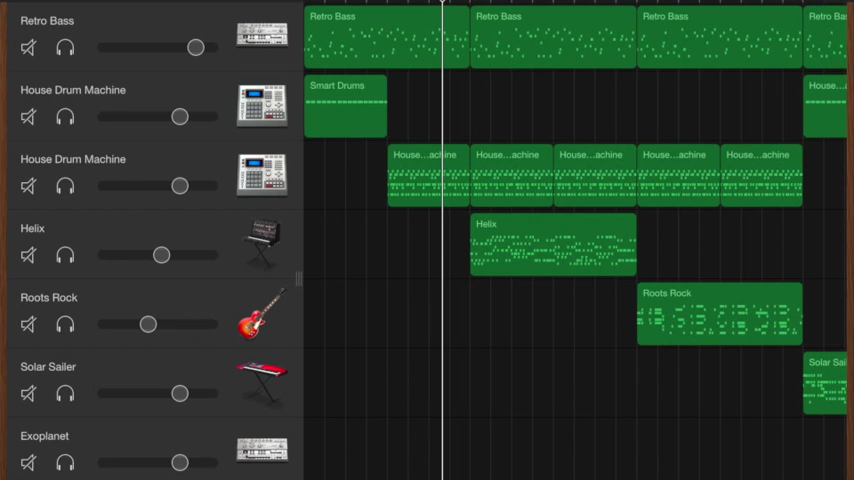 Retro Bass
Retro Bass
Retro Bass
Retro Bass
Retro Ba
House Drum Machine
Smart Drums
House...a
House Drum Machine
House...achine
House...achine
House...achine
House...achine
House...achine
Helix
Helix
Roots Rock
Roots Rock
Solar Sailer
Solar Sail
Exoplanet